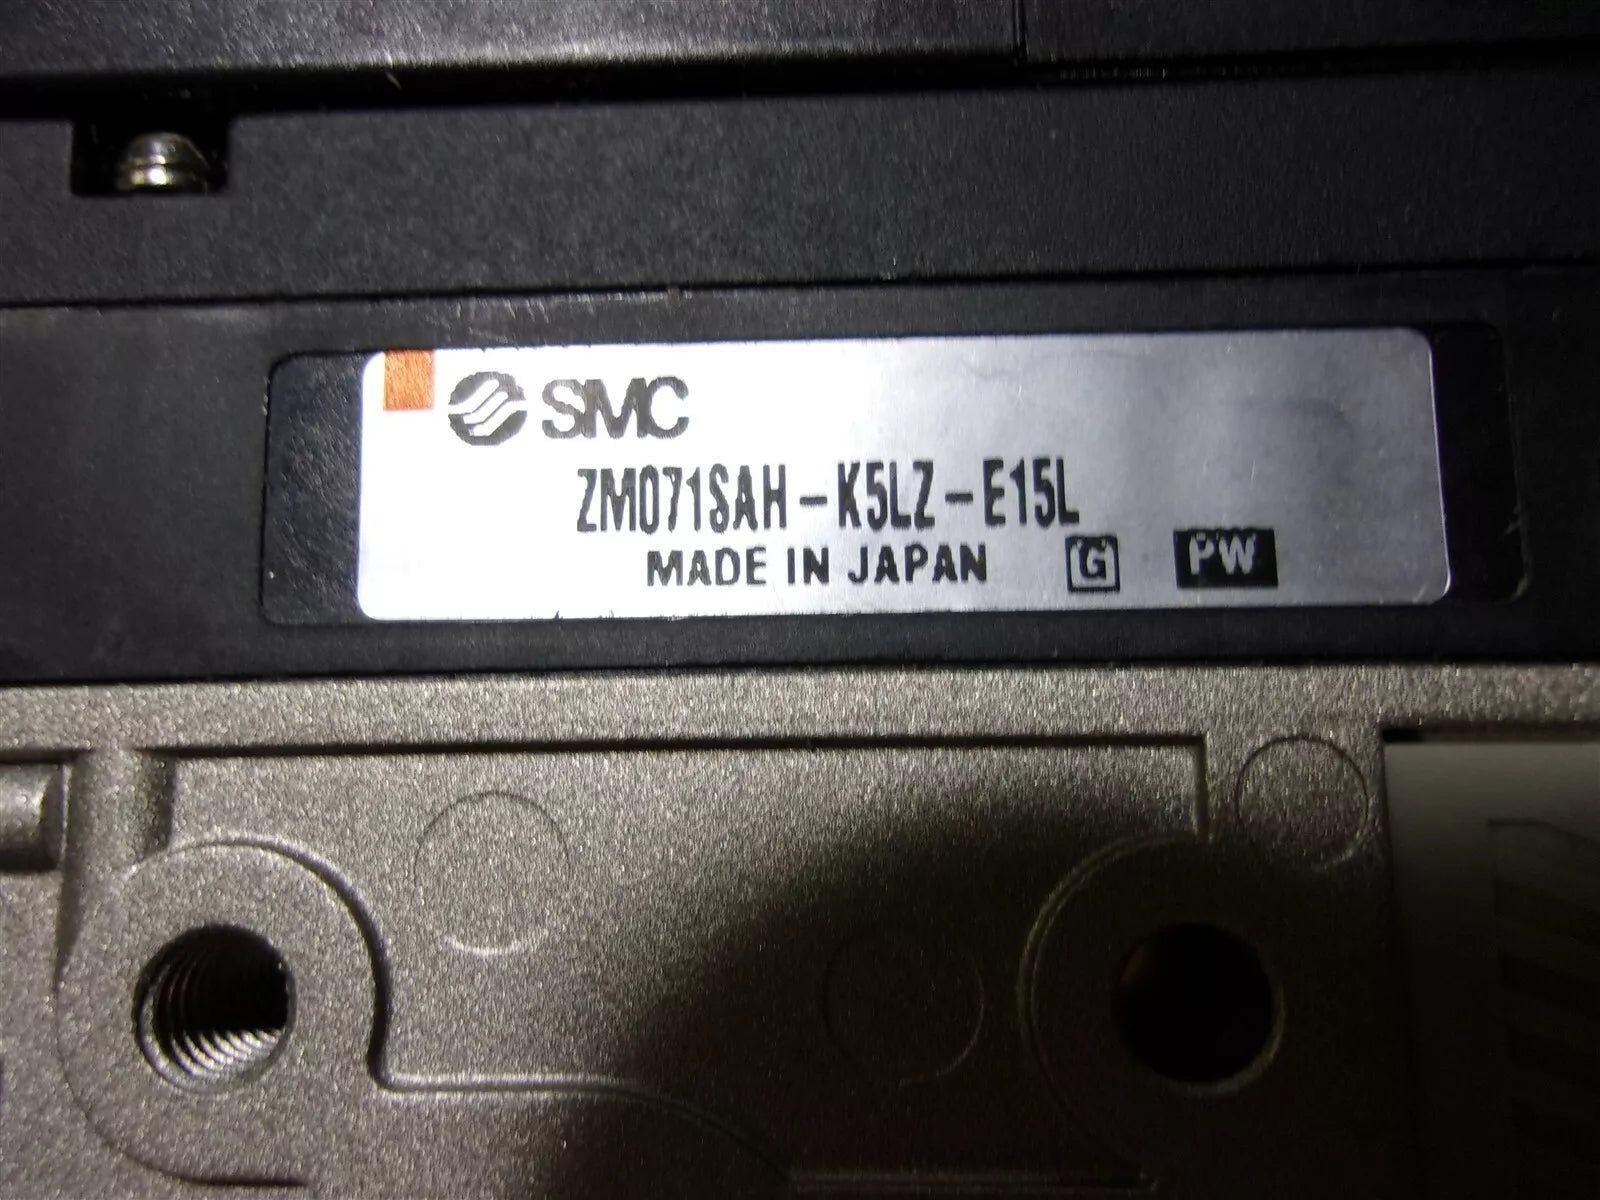 SMC
ZM071SAH-K5LZ-E15L
MADE IN JAPAN G PW